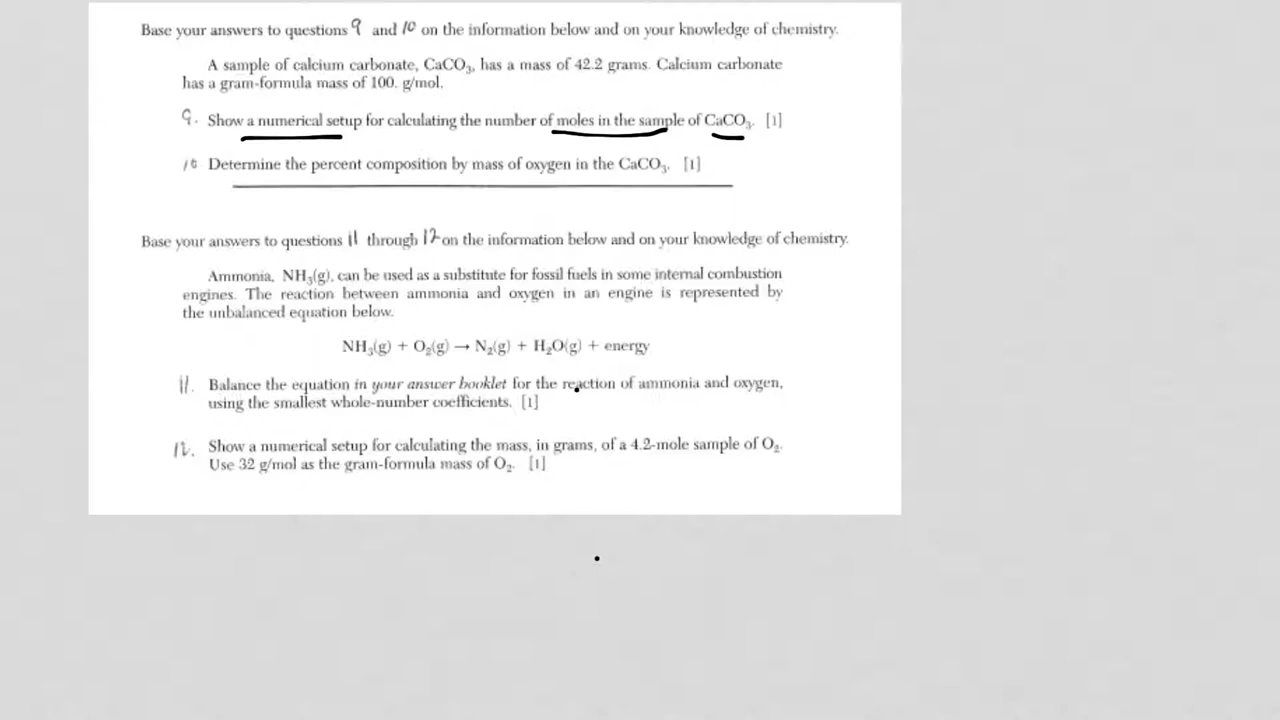 Base your answers to questions 9 and 10 on the information below and on your knowledge of chemistry.
A sample of calcium carbonate, CaCO₃, has a mass of 42.2 grams. Calcium carbonate
has a gram-formula mass of 100. g/mol.
9. Show a numerical setup for calculating the number of moles in the sample of CaCO₃. [1]
10 Determine the percent composition by mass of oxygen in the CaCO₃. [1]
Base your answers to questions 11 through 12 on the information below and on your knowledge of chemistry.
Ammonia, NH₃(g), can be used as a substitute for fossil fuels in some internal combustion
engines. The reaction between ammonia and oxygen in an engine is represented by
the unbalanced equation below.
NH₃(g) + O₂(g) → N₂(g) + H₂O(g) + energy
11. Balance the equation in your answer booklet for the reaction of ammonia and oxygen,
using the smallest whole-number coefficients. [1]
12. Show a numerical setup for calculating the mass, in grams, of a 4.2-mole sample of O₂.
Use 32 g/mol as the gram-formula mass of O₂. [1]